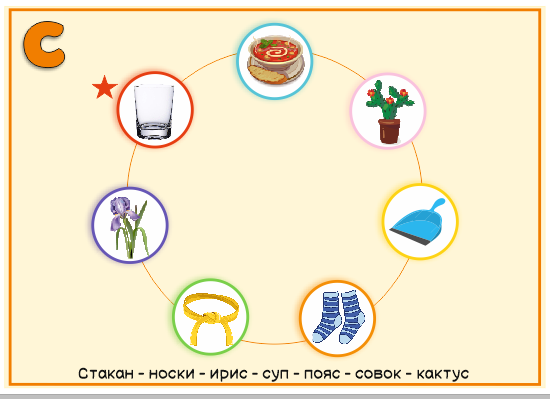 С
Стакан - носки - ирис - суп - пояс - совок - кактус